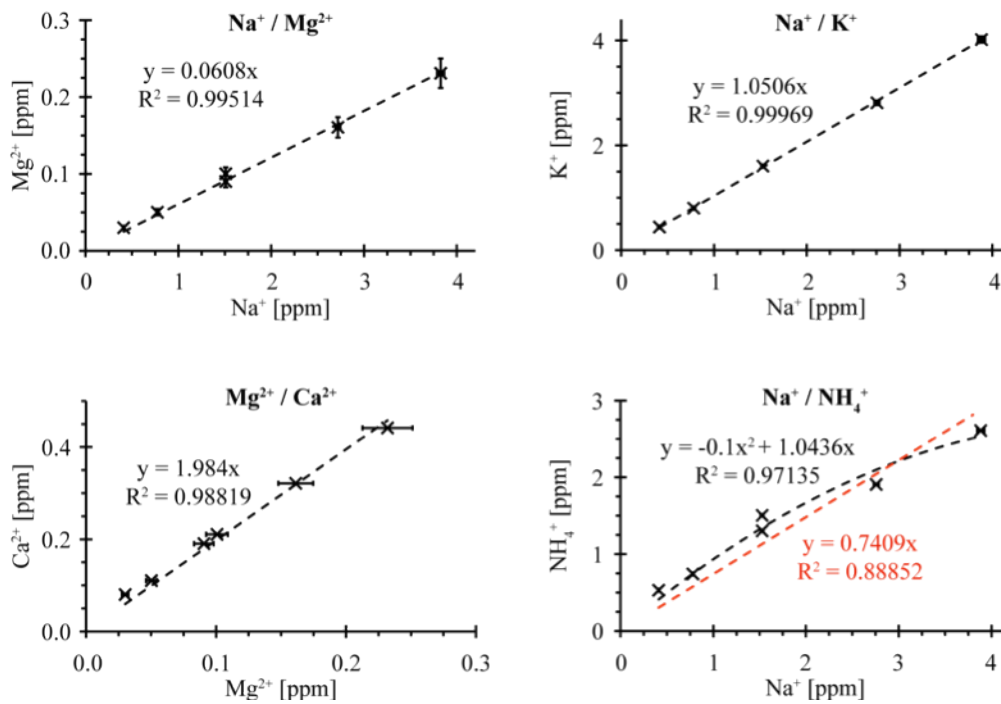 Na⁺ / Mg²⁺
Mg²⁺ [ppm]
0.3
0.2
0.1
0.0
y = 0.0608x
R² = 0.99514
0
1
2
3
4
Na⁺ [ppm]
Na⁺ / K⁺
K⁺ [ppm]
4
2
0
y = 1.0506x
R² = 0.99969
0
1
2
3
4
Na⁺ [ppm]
Mg²⁺ / Ca²⁺
Ca²⁺ [ppm]
0.4
0.2
0.0
y = 1.984x
R² = 0.98819
0.0
0.1
0.2
0.3
Mg²⁺ [ppm]
Na⁺ / NH₄⁺
NH₄⁺ [ppm]
3
2
1
0
y = -0.1x² + 1.0436x
R² = 0.97135
y = 0.7409x
R² = 0.88852
0
1
2
3
4
Na⁺ [ppm]